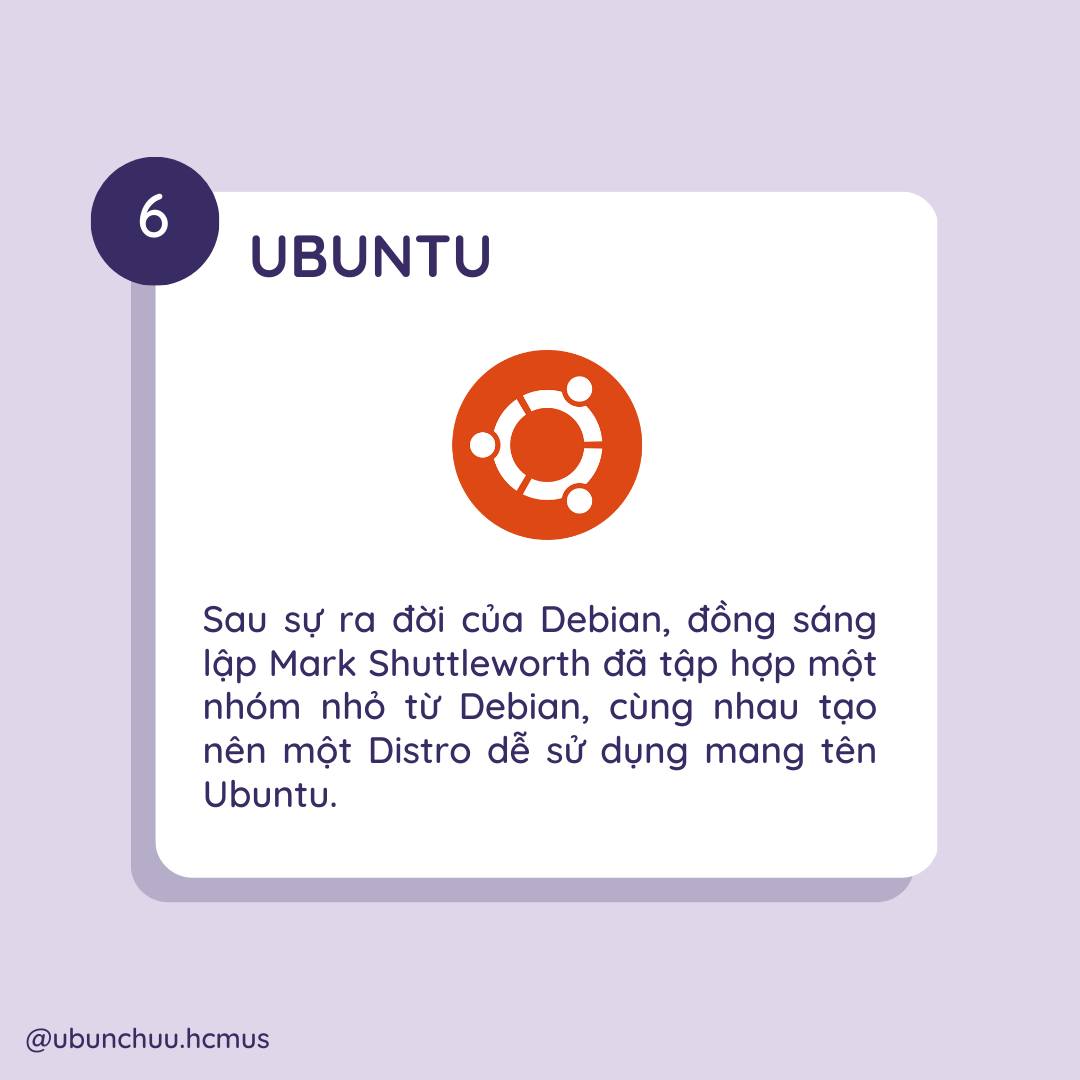 6
UBUNTU
Sau sự ra đời của Debian, đồng sáng
lập Mark Shuttleworth đã tập hợp một
nhóm nhỏ từ Debian, cùng nhau tạo
nên một Distro dễ sử dụng mang tên
Ubuntu.
@ubunchuu.hcmus